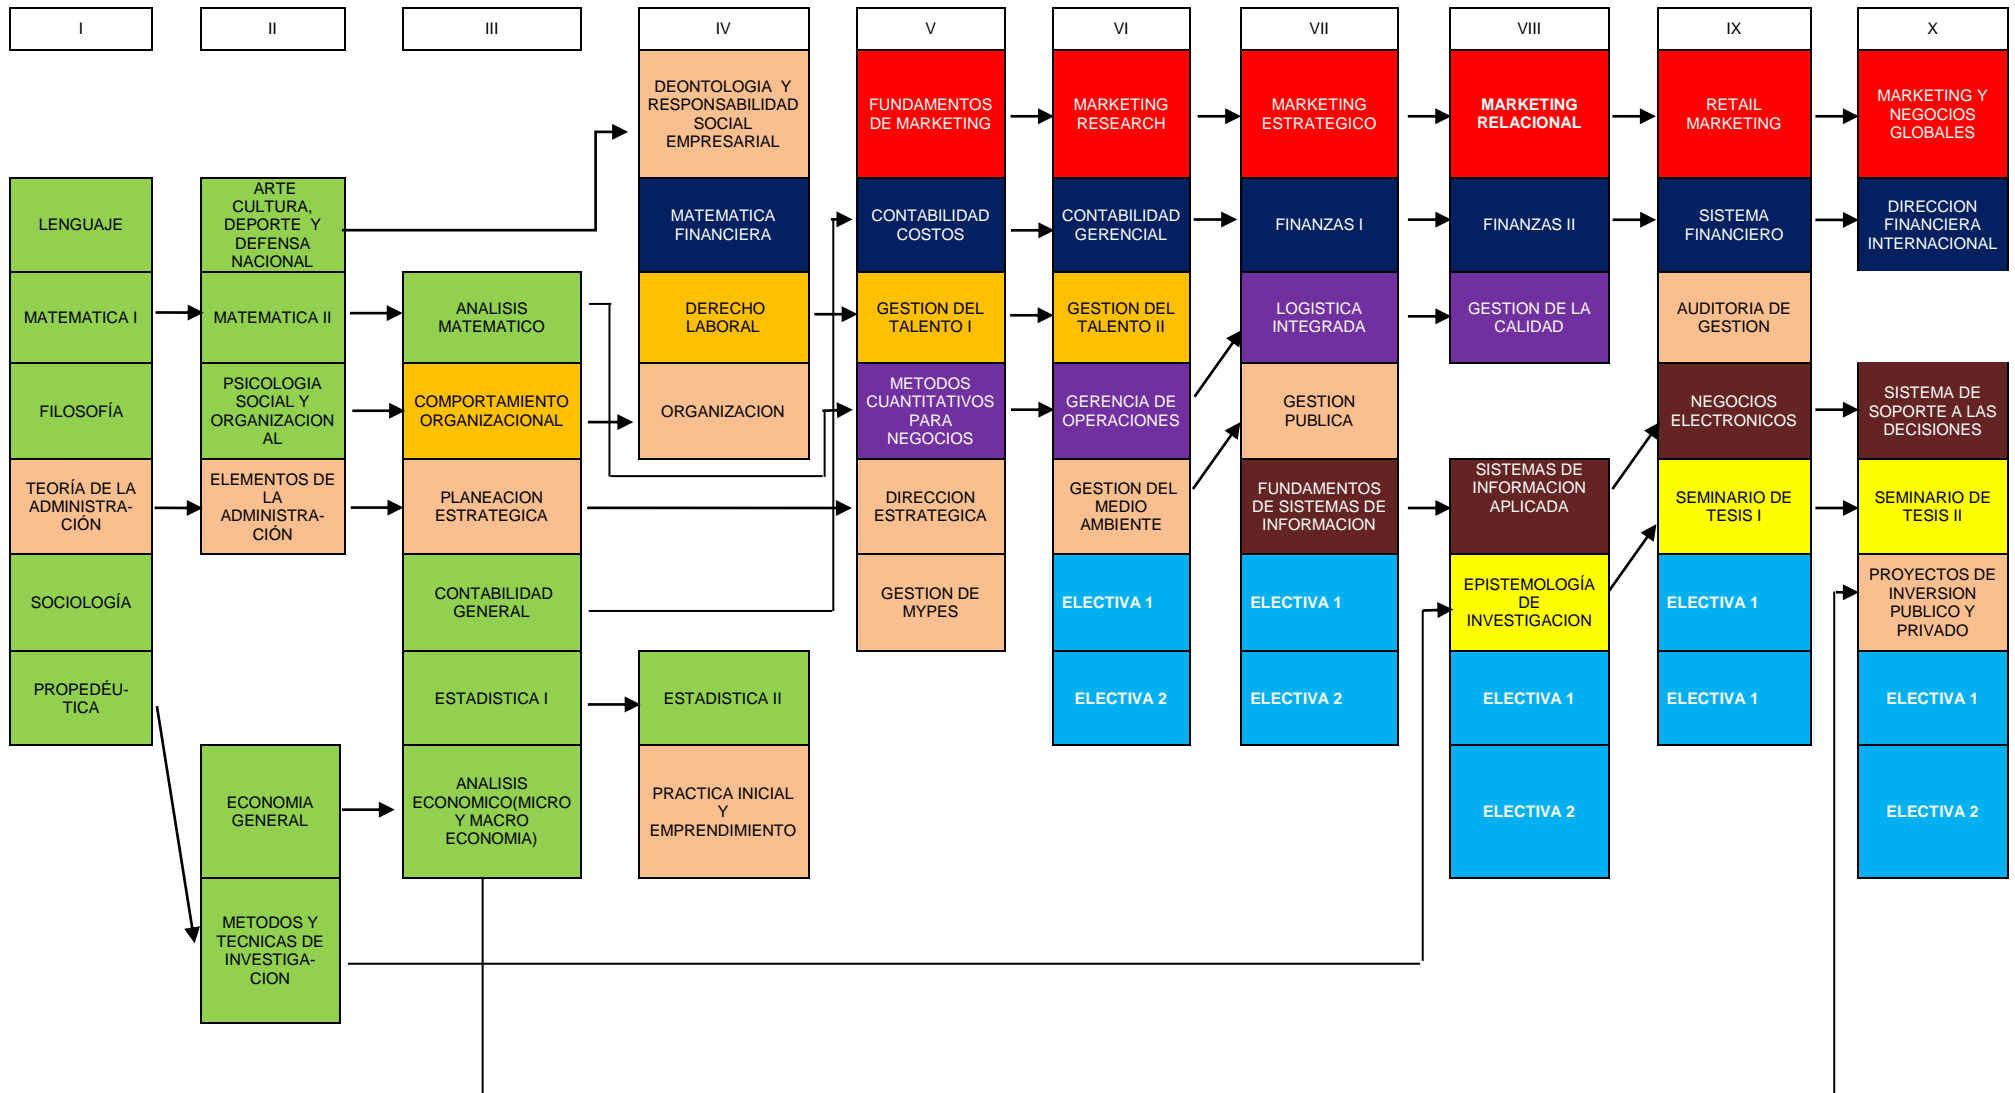 I
II
III
IV
V
VI
VII
VIII
IX
X
LENGUAJE
MATEMATICA I
FILOSOFÍA
TEORÍA DE LA
ADMINISTRA-
CIÓN
SOCIOLOGÍA
PROPEDÉU-
TICA
ARTE
CULTURA,
DEPORTE Y
DEFENSA
NACIONAL
MATEMATICA II
PSICOLOGIA
SOCIAL Y
ORGANIZACION
AL
ELEMENTOS DE
LA
ADMINISTRA-
CIÓN
ECONOMIA
GENERAL
METODOS Y
TECNICAS DE
INVESTIGA-
CION
ANALISIS
MATEMATICO
COMPORTAMIENTO
ORGANIZACIONAL
PLANEACION
ESTRATEGICA
CONTABILIDAD
GENERAL
ESTADISTICA I
ANALISIS
ECONOMICO(MICRO
Y MACRO
ECONOMIA)
DEONTOLOGIA Y
RESPONSABILIDAD
SOCIAL
EMPRESARIAL
MATEMATICA
FINANCIERA
DERECHO
LABORAL
ORGANIZACION
ESTADISTICA II
PRACTICA INICIAL
Y
EMPRENDIMIENTO
FUNDAMENTOS
DE MARKETING
CONTABILIDAD
COSTOS
GESTION DEL
TALENTO I
METODOS
CUANTITATIVOS
PARA
NEGOCIOS
DIRECCION
ESTRATEGICA
GESTION DE
MYPES
MARKETING
RESEARCH
CONTABILIDAD
GERENCIAL
GESTION DEL
TALENTO II
GERENCIA DE
OPERACIONES
GESTION DEL
MEDIO
AMBIENTE
ELECTIVA 1
ELECTIVA 2
MARKETING
ESTRATEGICO
FINANZAS I
LOGISTICA
INTEGRADA
GESTION
PUBLICA
FUNDAMENTOS
DE SISTEMAS DE
INFORMACION
ELECTIVA 1
ELECTIVA 2
MARKETING
RELACIONAL
FINANZAS II
GESTION DE LA
CALIDAD
SISTEMAS DE
INFORMACION
APLICADA
EPISTEMOLOGÍA
DE
INVESTIGACION
ELECTIVA 1
ELECTIVA 2
RETAIL
MARKETING
SISTEMA
FINANCIERO
AUDITORIA DE
GESTION
NEGOCIOS
ELECTRONICOS
SEMINARIO DE
TESIS I
ELECTIVA 1
ELECTIVA 1
MARKETING Y
NEGOCIOS
GLOBALES
DIRECCION
FINANCIERA
INTERNACIONAL
SISTEMA DE
SOPORTE A LAS
DECISIONES
SEMINARIO DE
TESIS II
PROYECTOS DE
INVERSION
PUBLICO Y
PRIVADO
ELECTIVA 1
ELECTIVA 2